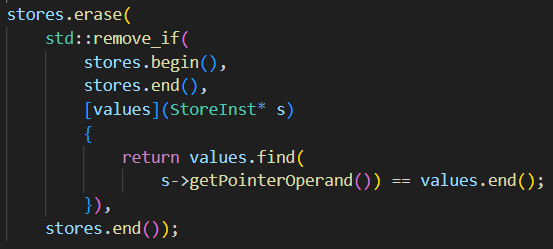 stores.erase(
    std::remove_if(
        stores.begin(),
        stores.end(),
        [values](StoreInst* s)
        {
            return values.find(
                s->getPointerOperand()) == values.end();
        }),
    stores.end());